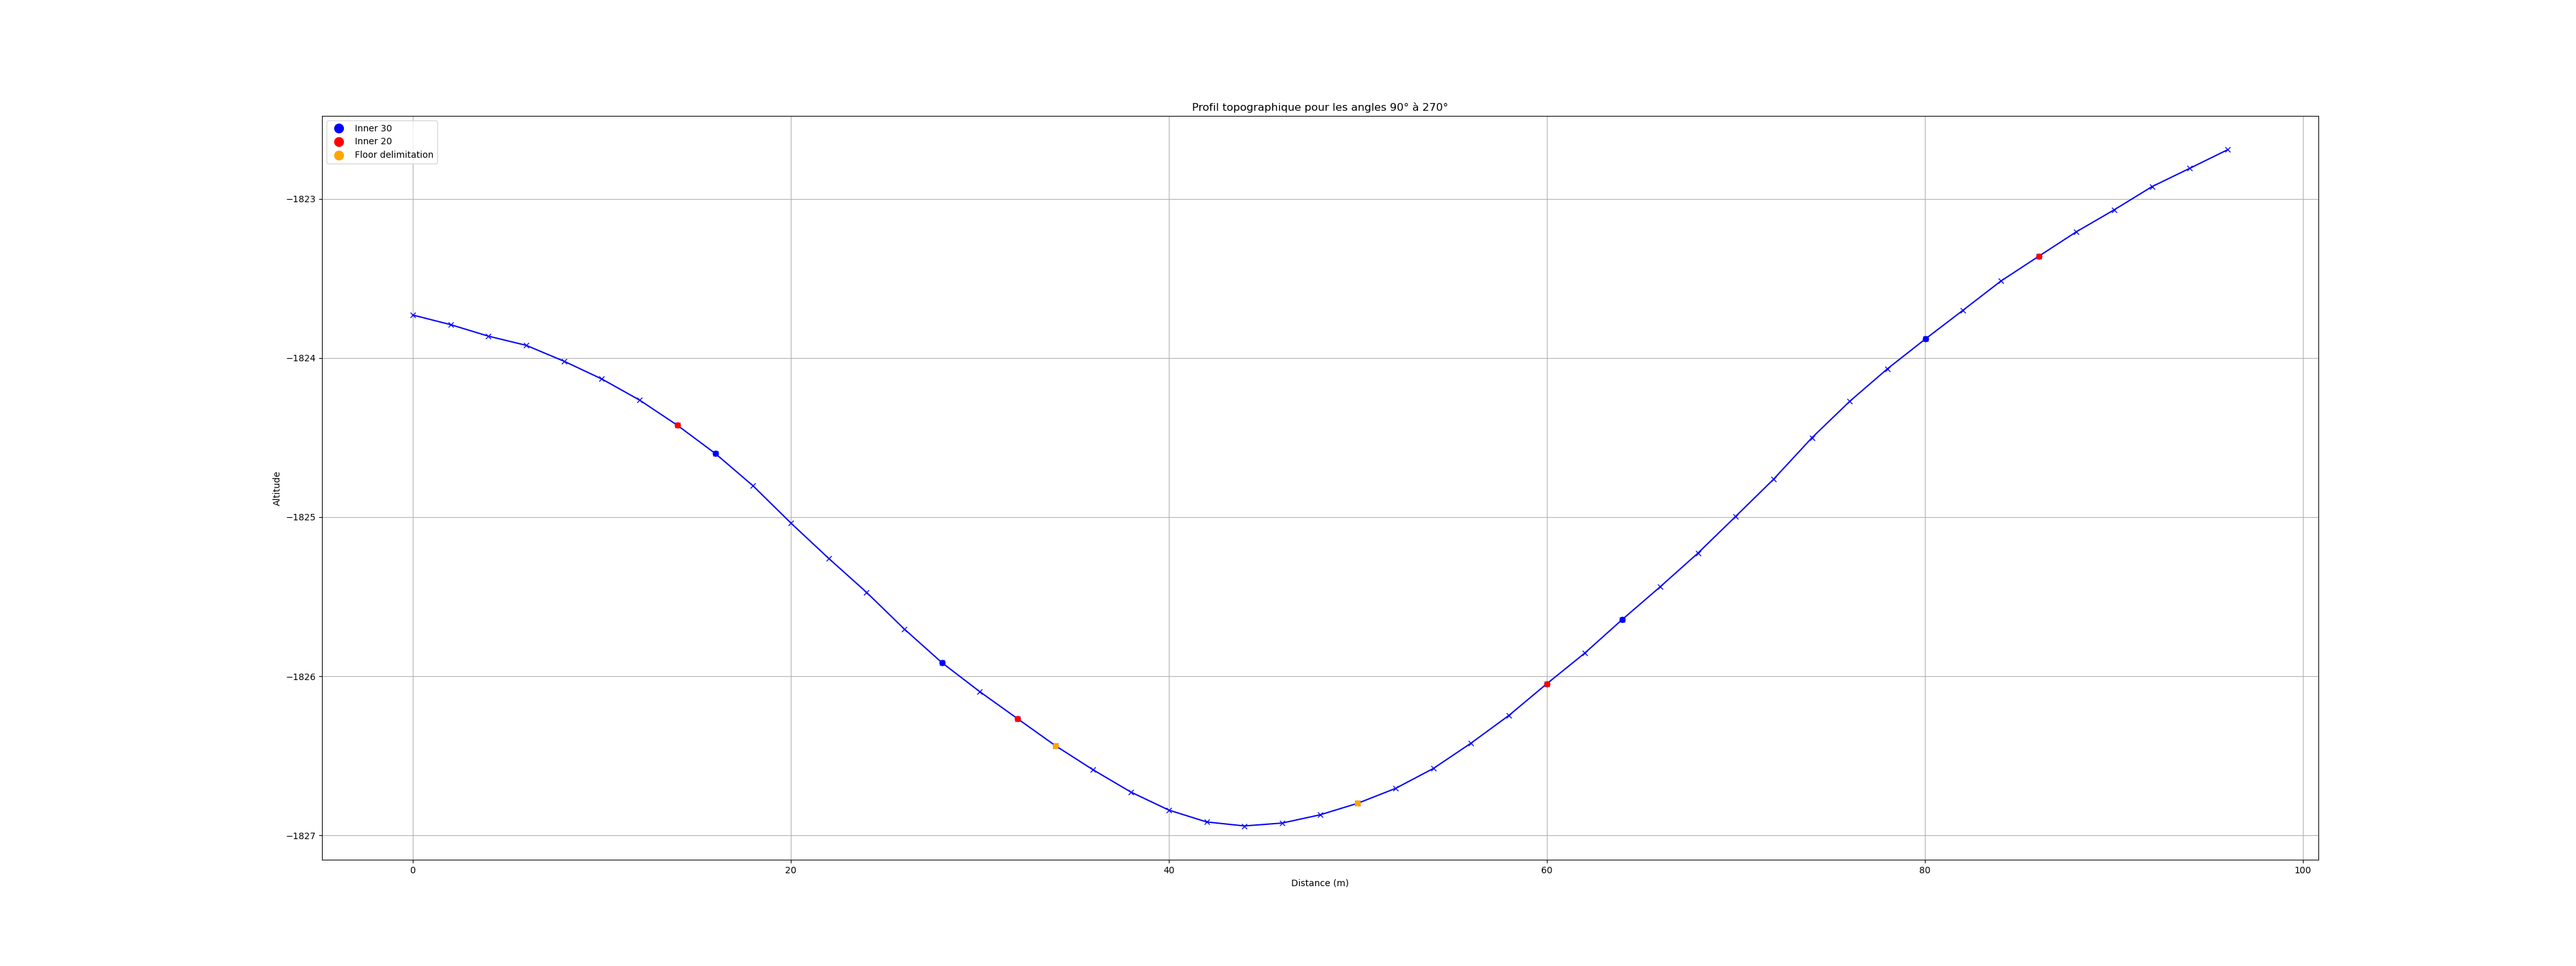 Profil topographique pour les angles 90° à 270°
Inner 30
Inner 20
Floor delimitation
Altitude
−1823
−1824
−1825
−1826
−1827
0
20
40
60
80
100
Distance (m)